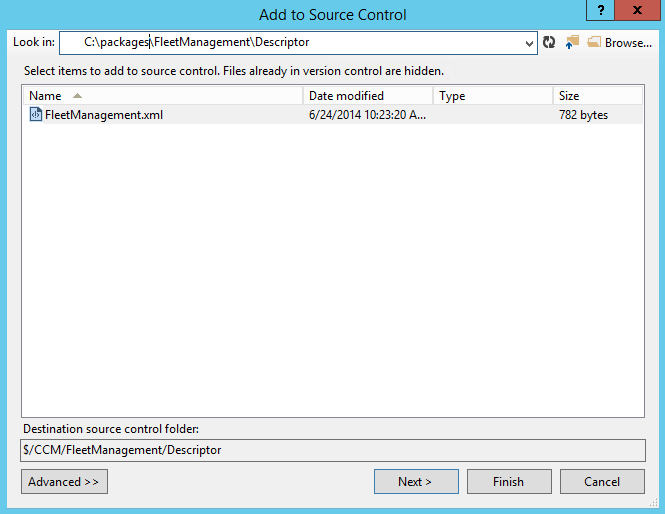 Add to Source Control
? x
Look in: C:\packages\FleetManagement\Descriptor Browse...
Select items to add to source control. Files already in version control are hidden.
Name Date modified Type Size
FleetManagement.xml 6/24/2014 10:23:20 A... 782 bytes
Destination source control folder:
$/CCM/FleetManagement/Descriptor
Advanced >> Next > Finish Cancel